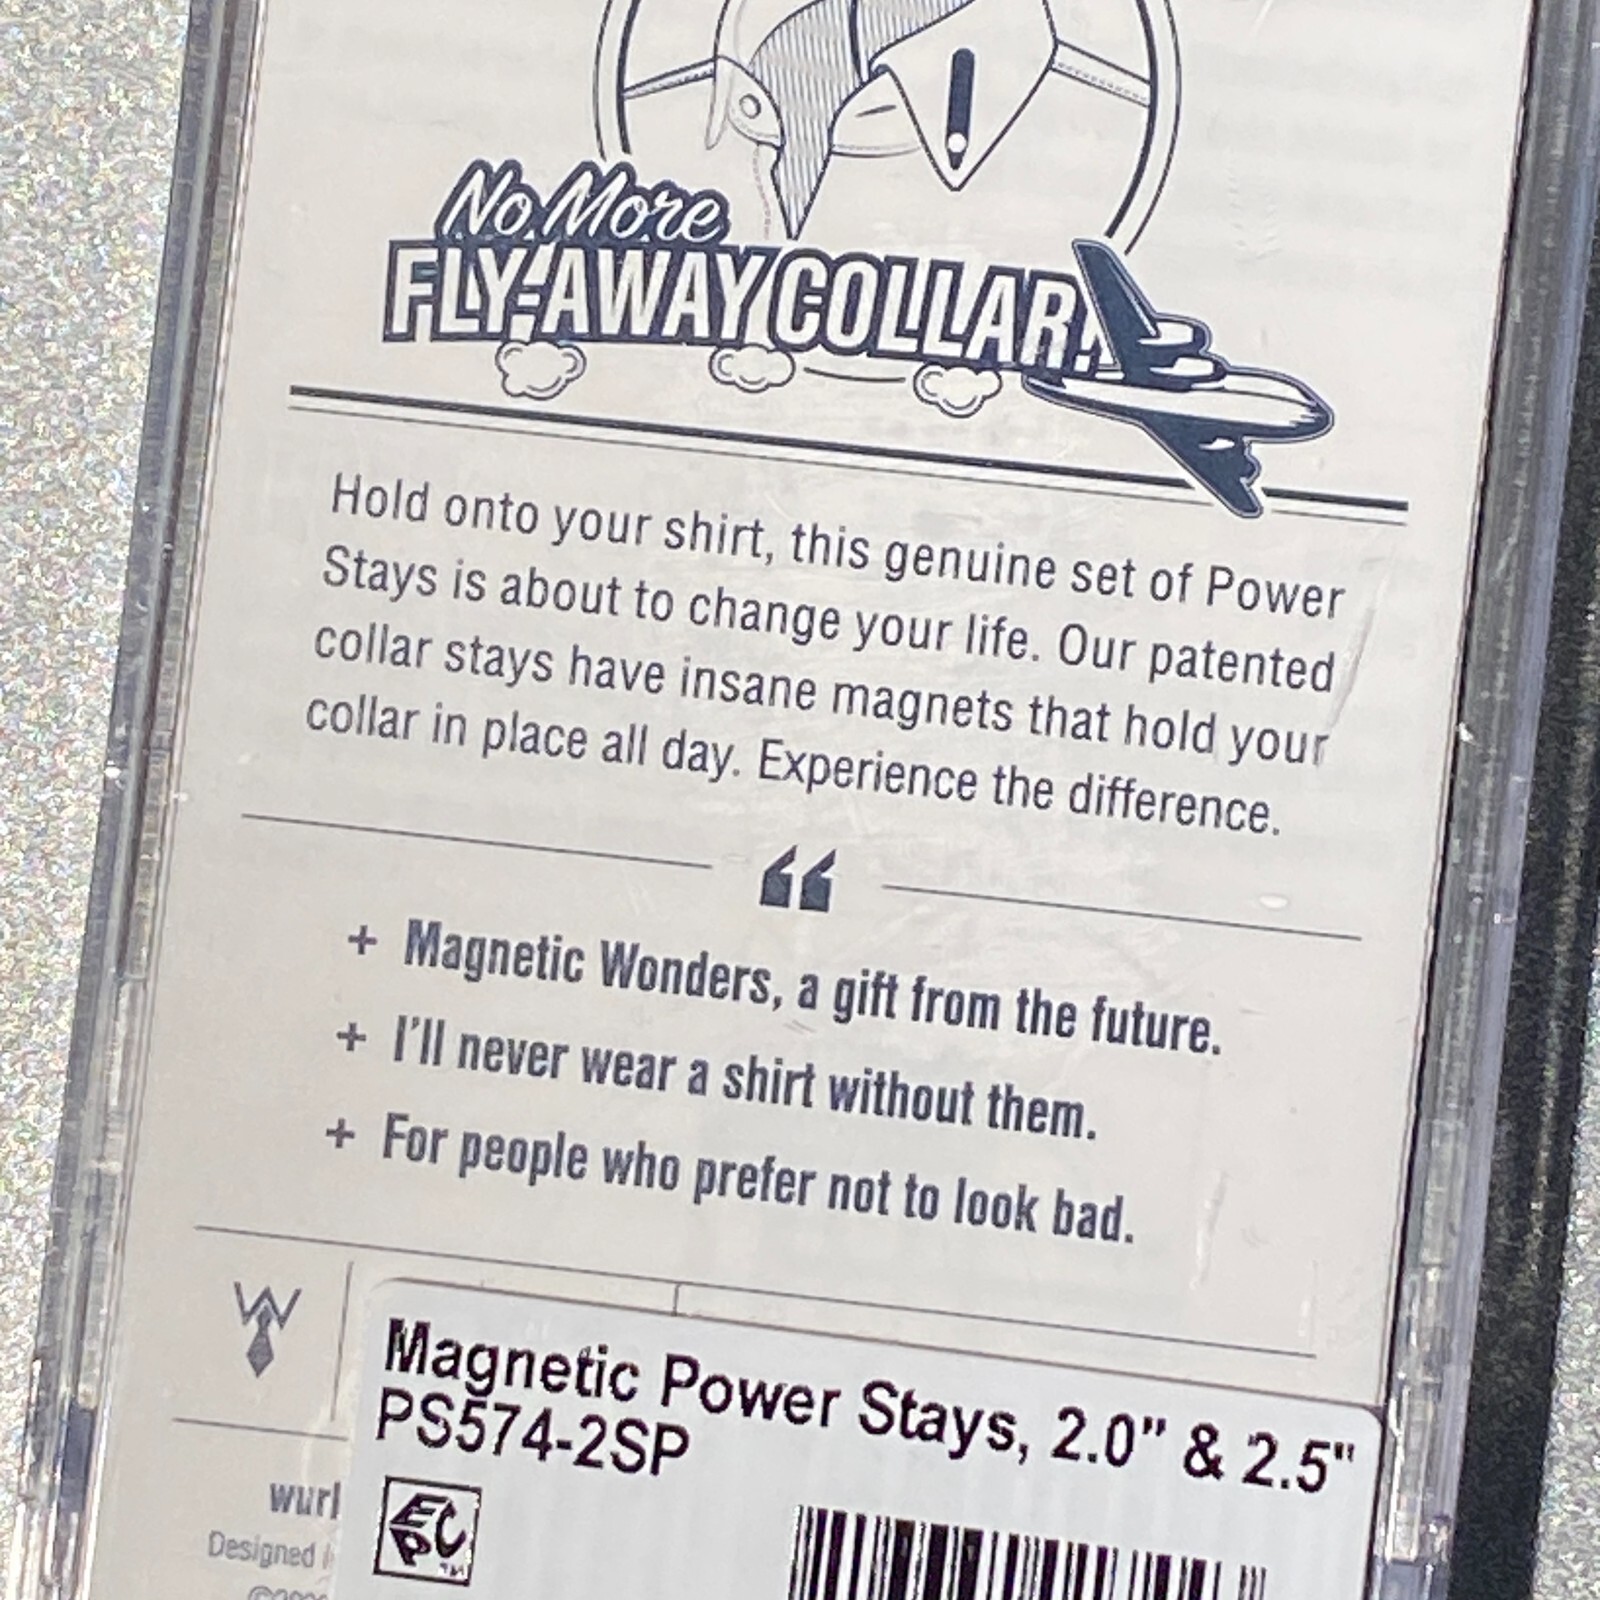 No More
FLY-AWAY COLLAR!
Hold onto your shirt, this genuine set of Power
Stays is about to change your life. Our patented
collar stays have insane magnets that hold your
collar in place all day. Experience the difference.
“
+ Magnetic Wonders, a gift from the future.
+ I’ll never wear a shirt without them.
+ For people who prefer not to look bad.
Magnetic Power Stays, 2.0" & 2.5"
PS574-2SP
wurl
Designed